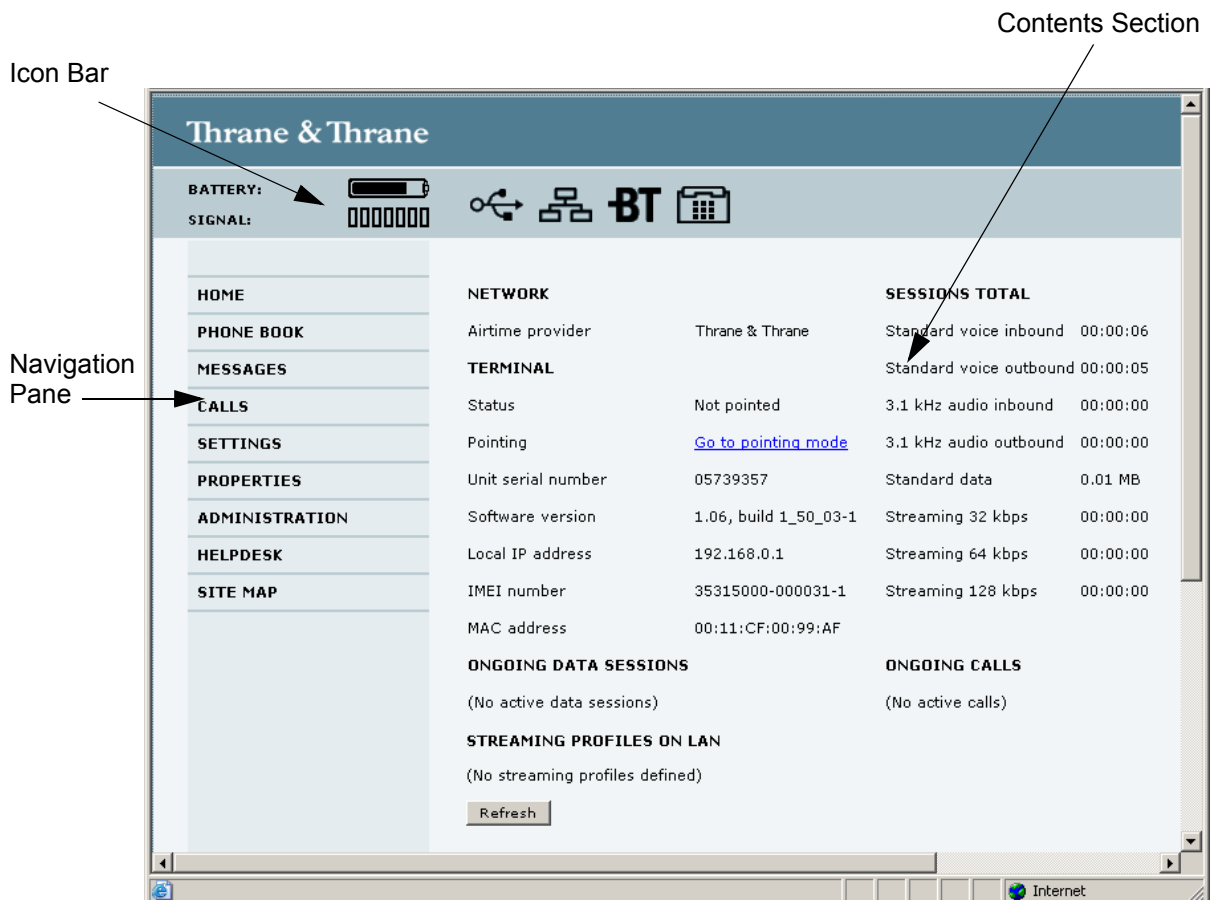 Contents Section
Icon Bar
Thrane & Thrane
BATTERY:
SIGNAL:
BT
Navigation
Pane
HOME
PHONE BOOK
MESSAGES
CALLS
SETTINGS
PROPERTIES
ADMINISTRATION
HELPDESK
SITE MAP
NETWORK
Airtime provider Thrane & Thrane
TERMINAL
Status Not pointed
Pointing Go to pointing mode
Unit serial number 05739357
Software version 1.06, build 1_50_03-1
Local IP address 192.168.0.1
IMEI number 35315000-000031-1
MAC address 00:11:CF:00:99:AF
SESSIONS TOTAL
Standard voice inbound 00:00:06
Standard voice outbound 00:00:05
3.1 kHz audio inbound 00:00:00
3.1 kHz audio outbound 00:00:00
Standard data 0.01 MB
Streaming 32 kbps 00:00:00
Streaming 64 kbps 00:00:00
Streaming 128 kbps 00:00:00
ONGOING DATA SESSIONS
(No active data sessions)
ONGOING CALLS
(No active calls)
STREAMING PROFILES ON LAN
(No streaming profiles defined)
Refresh
Internet